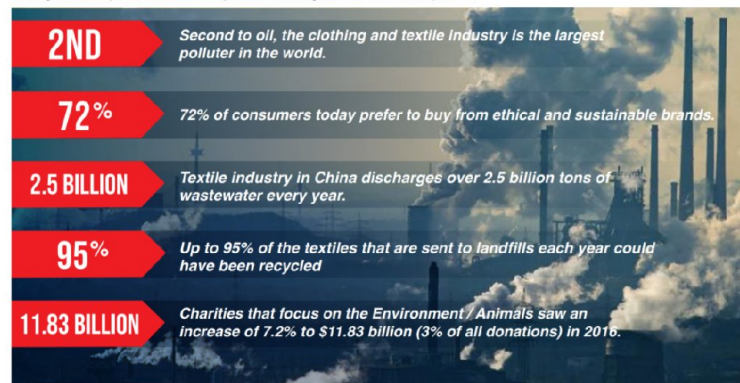 2ND
Second to oil, the clothing and textile industry is the largest
polluter in the world.
72%
72% of consumers today prefer to buy from ethical and sustainable brands.
2.5 BILLION
Textile industry in China discharges over 2.5 billion tons of
wastewater every year.
95%
Up to 95% of the textiles that are sent to landfills each year could
have been recycled
11.83 BILLION
Charities that focus on the Environment / Animals saw an
increase of 7.2% to $11.83 billion (3% of all donations) in 2016.